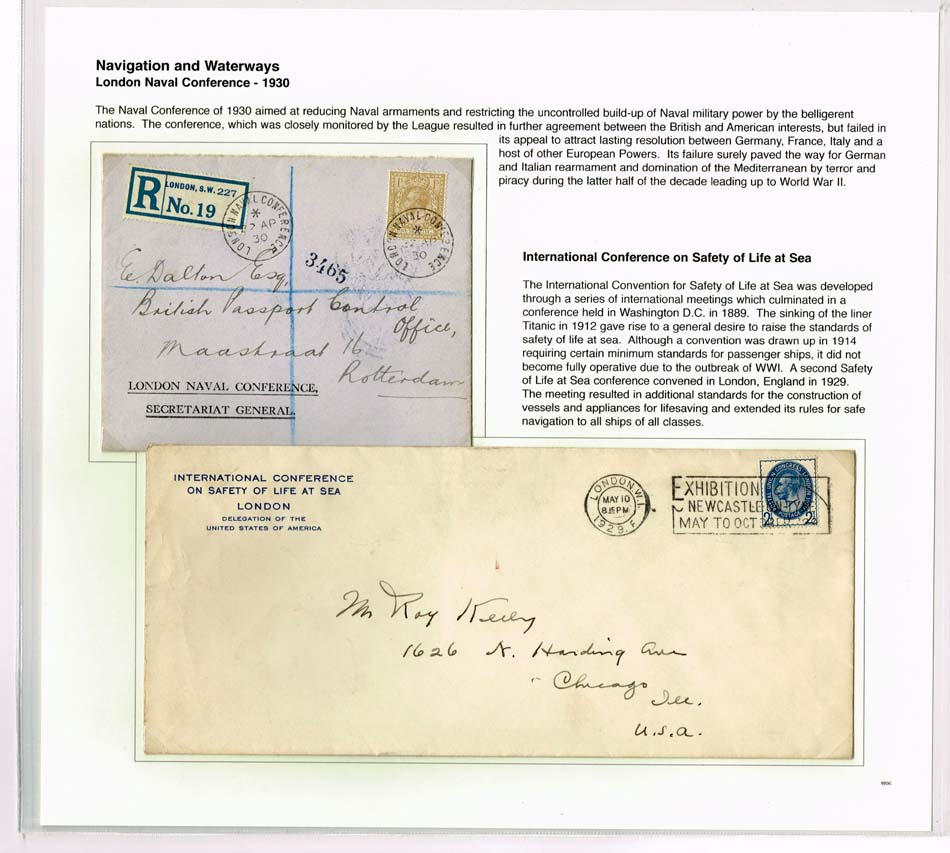 Navigation and Waterways
London Naval Conference - 1930
The Naval Conference of 1930 aimed at reducing Naval armaments and restricting the uncontrolled build-up of Naval military power by the belligerent
nations. The conference, which was closely monitored by the League resulted in further agreement between the British and American interests, but failed in
its appeal to attract lasting resolution between Germany, France, Italy and a
host of other European Powers. Its failure surely paved the way for German
and Italian rearmament and domination of the Mediterranean by terror and
piracy during the latter half of the decade leading up to World War II.
R
LONDON, S.W. 227
No. 19
LONDON NAVAL CONFERENCE
AP
30
LONDON NAVAL CONFERENCE
30
3465
E. Dalton Esq,
British Passport Control
Office,
Maastraat 16
Rotterdam
LONDON NAVAL CONFERENCE,
SECRETARIAT GENERAL.
International Conference on Safety of Life at Sea
The International Convention for Safety of Life at Sea was developed
through a series of international meetings which culminated in a
conference held in Washington D.C. in 1889. The sinking of the liner
Titanic in 1912 gave rise to a general desire to raise the standards of
safety of life at sea. Although a convention was drawn up in 1914
requiring certain minimum standards for passenger ships, it did not
become fully operative due to the outbreak of WWI. A second Safety
of Life at Sea conference convened in London, England in 1929.
The meeting resulted in additional standards for the construction of
vessels and appliances for lifesaving and extended its rules for safe
navigation to all ships of all classes.
INTERNATIONAL CONFERENCE
ON SAFETY OF LIFE AT SEA
LONDON
DELEGATION OF THE
UNITED STATES OF AMERICA
LONDON.W.1.
MAY 10
8.15 PM
1929. F
EXHIBITION
NEWCASTLE
MAY TO OCT
2½ 2½
Mr Roy Keely
1626 N. Harding Ave
Chicago
Ill.
U.S.A.